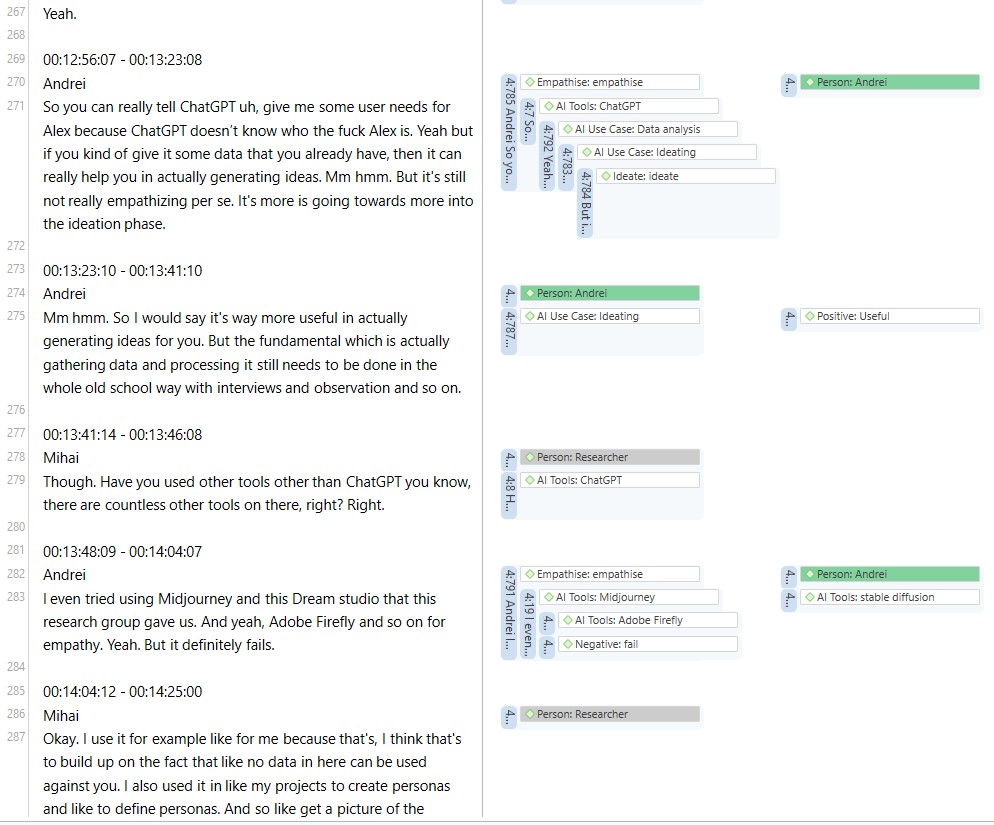 267 Yeah.
268
269 00:12:56:07 - 00:13:23:08
270 Andrei
271 So you can really tell ChatGPT uh, give me some user needs for
Alex because ChatGPT doesn't know who the fuck Alex is. Yeah but
if you kind of give it some data that you already have, then it can
really help you in actually generating ideas. Mm hmm. But it's still
not really empathizing per se. It's more is going towards more into
the ideation phase.
272
273 00:13:23:10 - 00:13:41:10
274 Andrei
275 Mm hmm. So I would say it's way more useful in actually
generating ideas for you. But the fundamental which is actually
gathering data and processing it still needs to be done in the
whole old school way with interviews and observation and so on.
276
277 00:13:41:14 - 00:13:46:08
278 Mihai
279 Though. Have you used other tools other than ChatGPT you know,
there are countless other tools on there, right? Right.
280
281 00:13:48:09 - 00:14:04:07
282 Andrei
283 I even tried using Midjourney and this Dream studio that this
research group gave us. And yeah, Adobe Firefly and so on for
empathy. Yeah. But it definitely fails.
284
285 00:14:04:12 - 00:14:25:00
286 Mihai
287 Okay. I use it for example like for me because that's, I think that's
to build up on the fact that like no data in here can be used
against you. I also used it in like my projects to create personas
and like to define personas. And so like get a picture of the
4:785 Andrei So yo...
Empathise: empathise
4:7 So...
AI Tools: ChatGPT
4:792 Yeah...
AI Use Case: Data analysis
4:783...
AI Use Case: Ideating
4:784 But i...
Ideate: ideate
4...
Person: Andrei
4...
Person: Andrei
4:787...
AI Use Case: Ideating
4...
Positive: Useful
4...
Person: Researcher
4:8 H...
AI Tools: ChatGPT
4:791 Andrei I...
Empathise: empathise
4:19 I even...
AI Tools: Midjourney
4...
AI Tools: Adobe Firefly
4...
Negative: fail
4...
Person: Andrei
4...
AI Tools: stable diffusion
4...
Person: Researcher